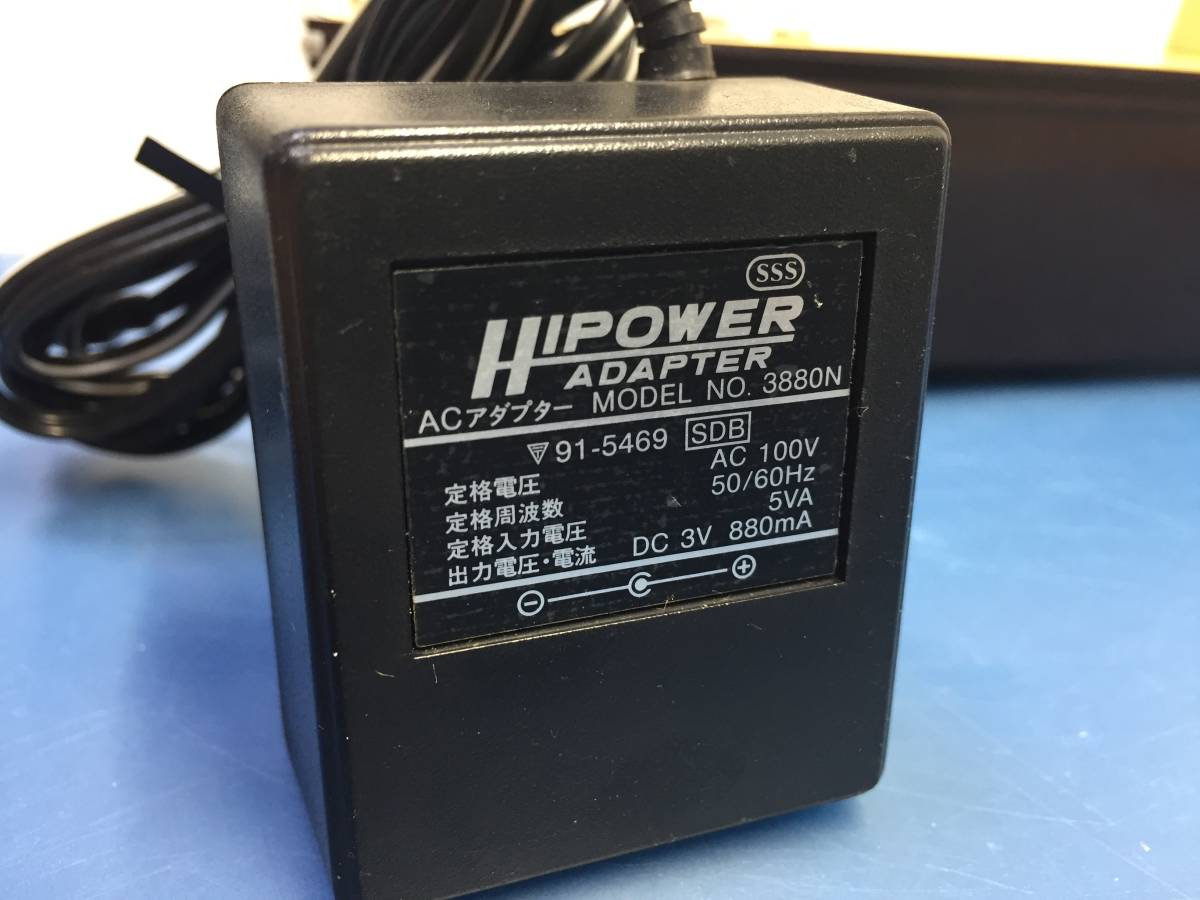 SSS
HIPOWER
ADAPTER
ACアダプター MODEL NO. 3880N
91-5469 SDB
定格電圧 AC 100V
定格周波数 50/60Hz
定格入力電圧 5VA
出力電圧・電流 DC 3V 880mA
⊖ ⊕